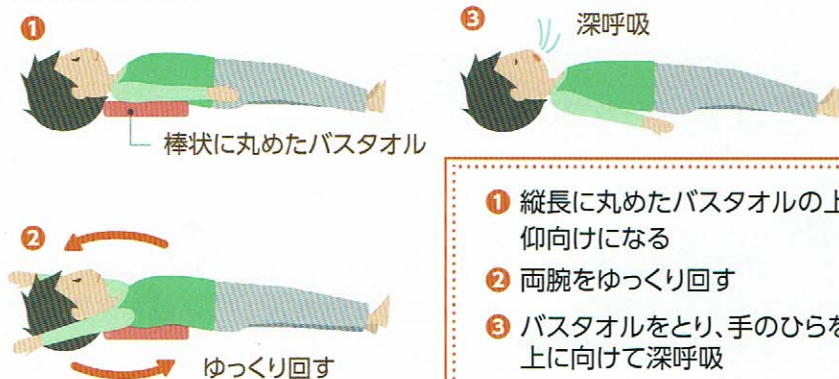 ❶
棒状に丸めたバスタオル
❷
ゆっくり回す
❸
深呼吸
❶ 縦長に丸めたバスタオルの上
仰向けになる
❷ 両腕をゆっくり回す
❸ バスタオルをとり、手のひらを
上に向けて深呼吸